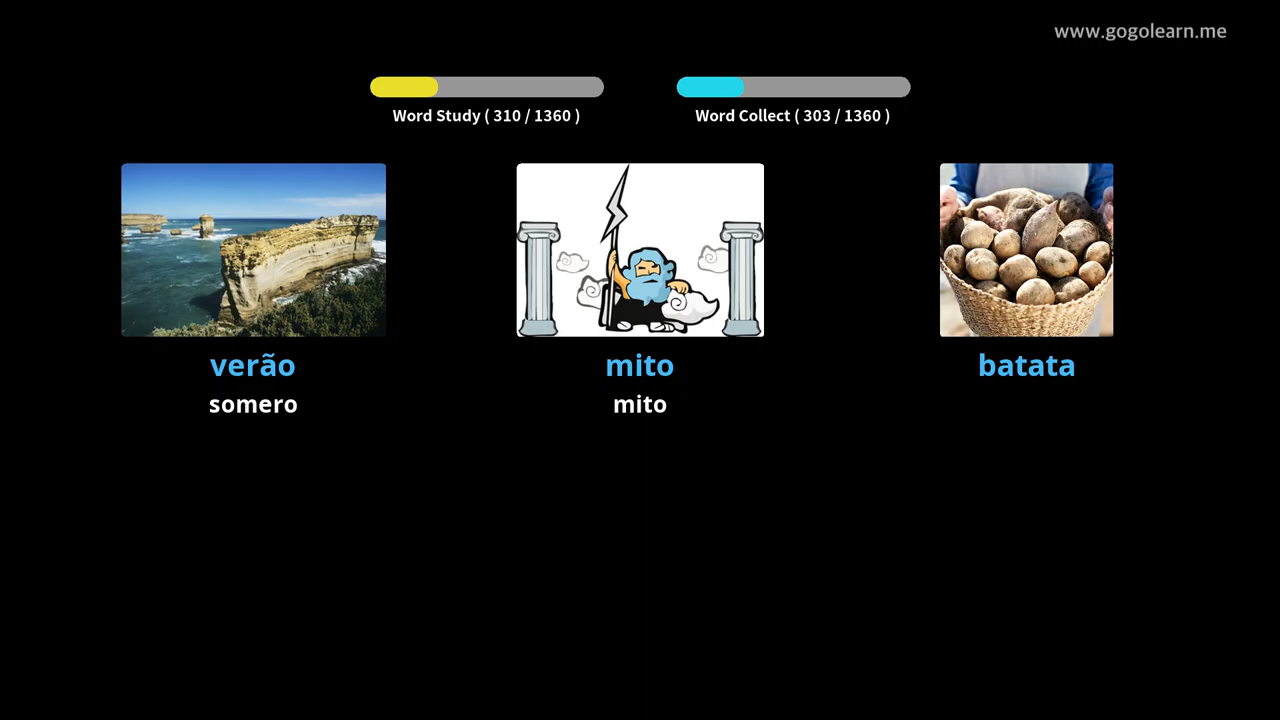 www.gogolearn.me
Word Study ( 310 / 1360 )
Word Collect ( 303 / 1360 )
verão
mito
batata
somero
mito